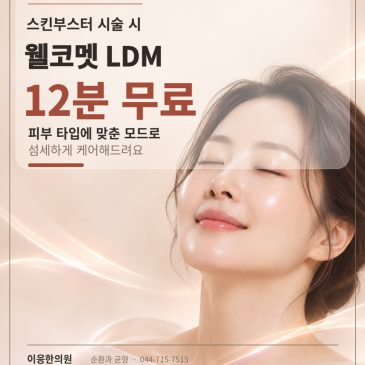 스킨부스터 시술 시
웰코멧 LDM
12분 무료
피부 타입에 맞춘 모드로
섬세하게 케어해드려요
이응한의원 순환과 균형 · 044-715-7515